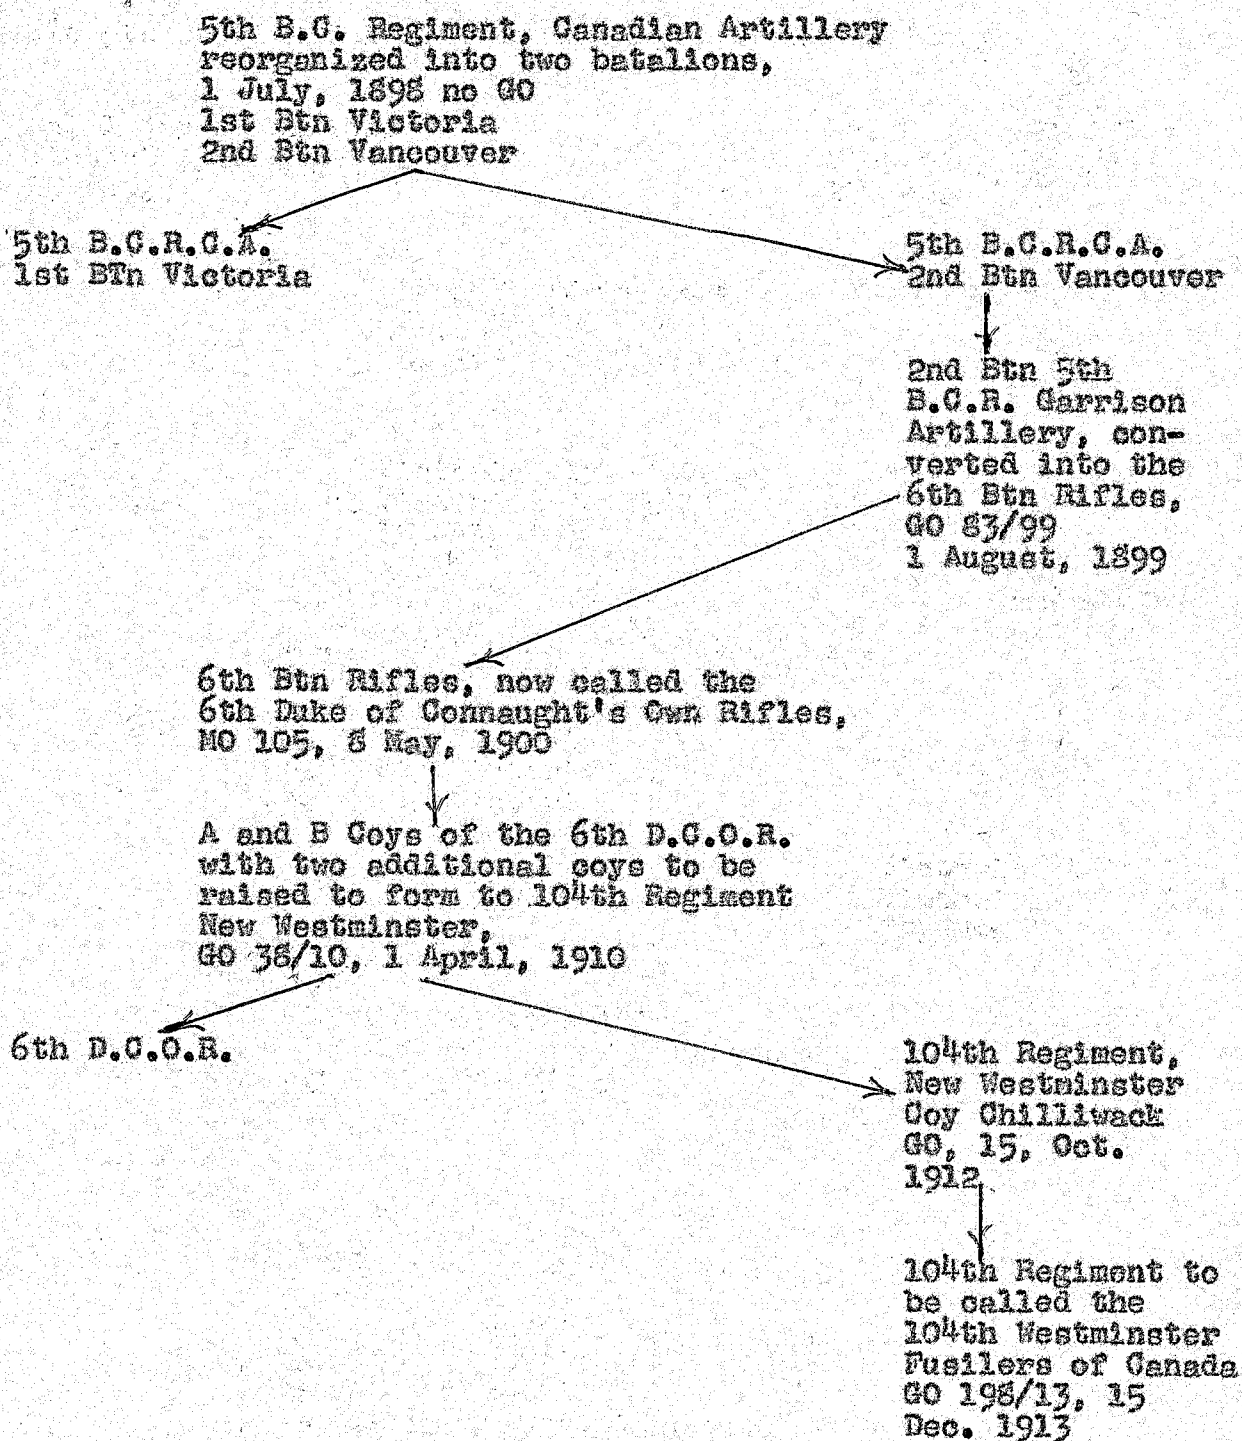 5th B.C. Regiment, Canadian Artillery
reorganized into two batalions,
1 July, 1898 no GO
1st Btn Victoria
2nd Btn Vancouver
5th B.C.R.C.A.
1st BTn Victoria
5th B.C.R.C.A.
2nd Btn Vancouver
2nd Btn 5th
B.C.R. Garrison
Artillery, con-
verted into the
6th Btn Rifles,
GO 83/99
1 August, 1899
6th Btn Rifles, now called the
6th Duke of Connaught's Own Rifles,
MO 105, 8 May, 1900
A and B Coys of the 6th D.C.O.R.
with two additional coys to be
raised to form to 104th Regiment
New Westminster,
GO 38/10, 1 April, 1910
6th D.C.O.R.
104th Regiment,
New Westminster
Coy Chilliwack
GO, 15, Oct.
1912
104th Regiment to
be called the
104th Westminster
Fusilers of Canada
GO 198/13, 15
Dec. 1913